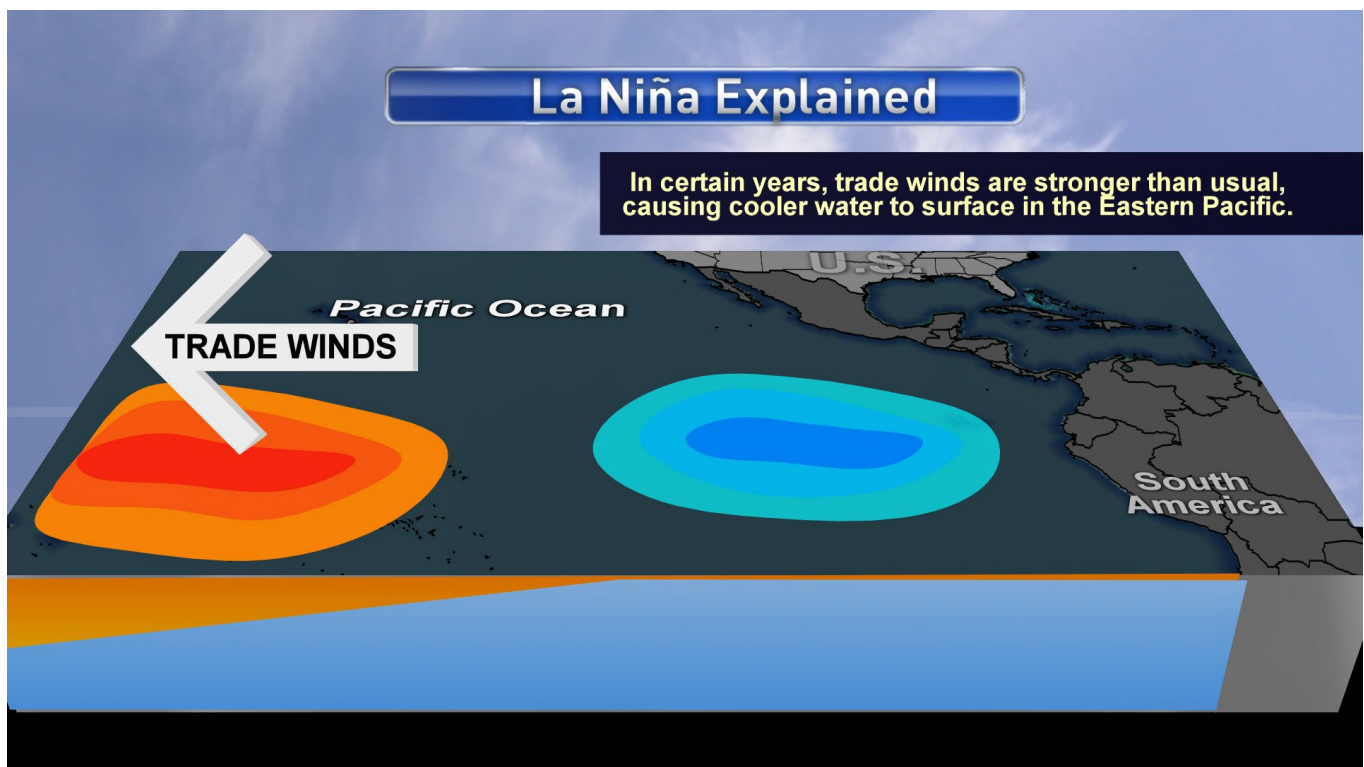 La Niña Explained
In certain years, trade winds are stronger than usual,
causing cooler water to surface in the Eastern Pacific.
U.S.
Pacific Ocean
TRADE WINDS
South
America